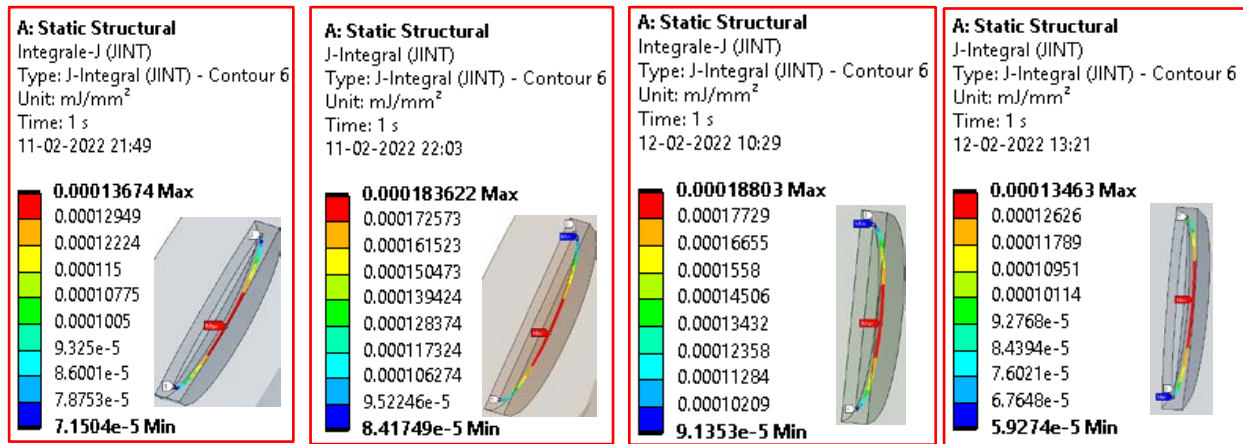 A: Static Structural
Integrale-J (JINT)
Type: J-Integral (JINT) - Contour 6
Unit: mJ/mm²
Time: 1 s
11-02-2022 21:49
0.00013674 Max
0.00012949
0.00012224
0.000115
0.00010775
0.0001005
9.325e-5
8.6001e-5
7.8753e-5
7.1504e-5 Min
Max
A: Static Structural
J-Integral (JINT)
Type: J-Integral (JINT) - Contour 6
Unit: mJ/mm²
Time: 1 s
11-02-2022 22:03
0.000183622 Max
0.000172573
0.000161523
0.000150473
0.000139424
0.000128374
0.000117324
0.000106274
9.52246e-5
8.41749e-5 Min
Min
Max
A: Static Structural
Integrale-J (JINT)
Type: J-Integral (JINT) - Contour 6
Unit: mJ/mm²
Time: 1 s
12-02-2022 10:29
0.00018803 Max
0.00017729
0.00016655
0.0001558
0.00014506
0.00013432
0.00012358
0.00011284
0.00010209
9.1353e-5 Min
Min
Max
A: Static Structural
J-Integral (JINT)
Type: J-Integral (JINT) - Contour 6
Unit: mJ/mm²
Time: 1 s
12-02-2022 13:21
0.00013463 Max
0.00012626
0.00011789
0.00010951
0.00010114
9.2768e-5
8.4394e-5
7.6021e-5
6.7648e-5
5.9274e-5 Min
Max
Min